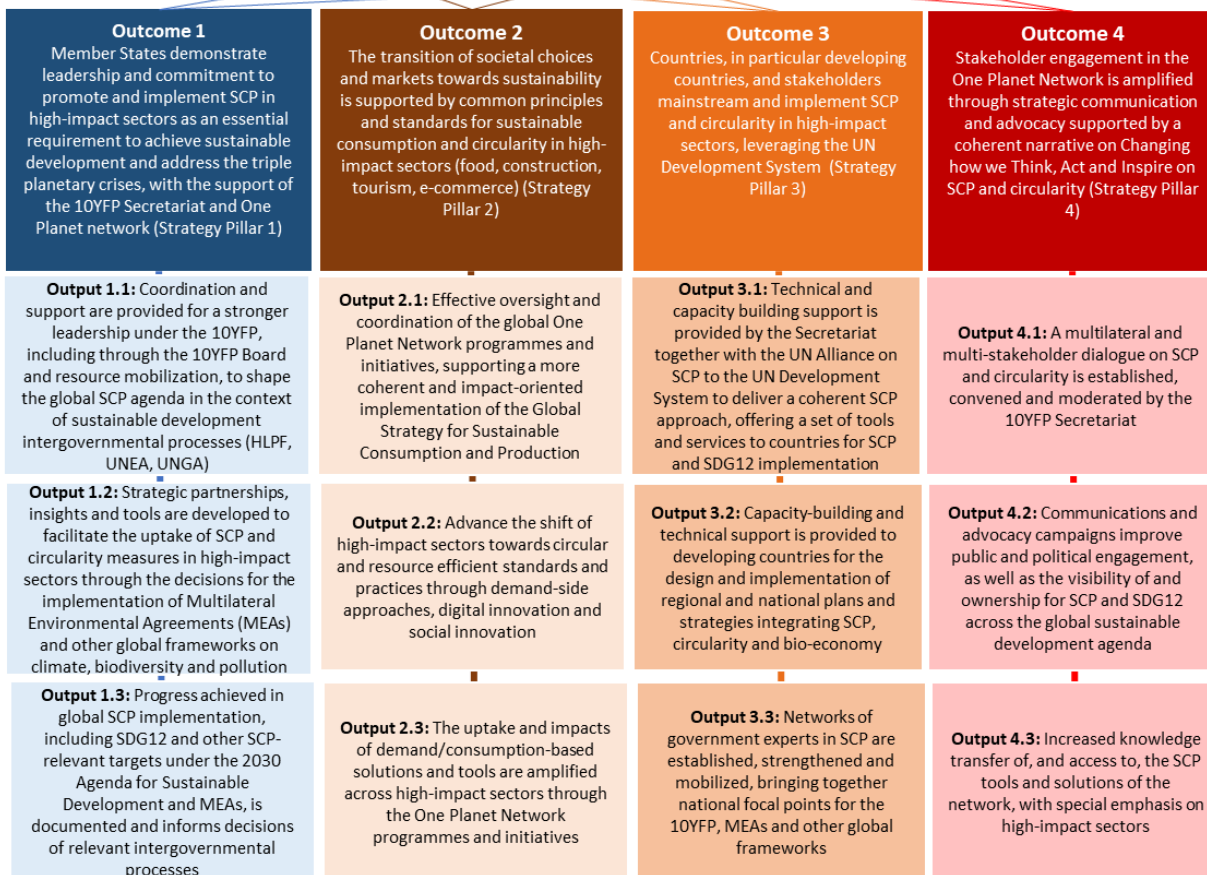 Outcome 1
Member States demonstrate
leadership and commitment to
promote and implement SCP in
high-impact sectors as an essential
requirement to achieve sustainable
development and address the triple
planetary crises, with the support of
the 10YFP Secretariat and One
Planet network (Strategy Pillar 1)
Output 1.1: Coordination and
support are provided for a stronger
leadership under the 10YFP,
including through the 10YFP Board
and resource mobilization, to shape
the global SCP agenda in the context
of sustainable development
intergovernmental processes (HLPF,
UNEA, UNGA)
Output 1.2: Strategic partnerships,
insights and tools are developed to
facilitate the uptake of SCP and
circularity measures in high-impact
sectors through the decisions for the
implementation of Multilateral
Environmental Agreements (MEAs)
and other global frameworks on
climate, biodiversity and pollution
Output 1.3: Progress achieved in
global SCP implementation,
including SDG12 and other SCP-
relevant targets under the 2030
Agenda for Sustainable
Development and MEAs, is
documented and informs decisions
of relevant intergovernmental
processes
Outcome 2
The transition of societal choices
and markets towards sustainability
is supported by common principles
and standards for sustainable
consumption and circularity in high-
impact sectors (food, construction,
tourism, e-commerce) (Strategy
Pillar 2)
Output 2.1: Effective oversight and
coordination of the global One
Planet Network programmes and
initiatives, supporting a more
coherent and impact-oriented
implementation of the Global
Strategy for Sustainable
Consumption and Production
Output 2.2: Advance the shift of
high-impact sectors towards circular
and resource efficient standards and
practices through demand-side
approaches, digital innovation and
social innovation
Output 2.3: The uptake and impacts
of demand/consumption-based
solutions and tools are amplified
across high-impact sectors through
the One Planet Network
programmes and initiatives
Outcome 3
Countries, in particular developing
countries, and stakeholders
mainstream and implement SCP
and circularity in high-impact
sectors, leveraging the UN
Development System (Strategy
Pillar 3)
Output 3.1: Technical and
capacity building support is
provided by the Secretariat
together with the UN Alliance on
SCP to the UN Development
System to deliver a coherent SCP
approach, offering a set of tools
and services to countries for SCP
and SDG12 implementation
Output 3.2: Capacity-building and
technical support is provided to
developing countries for the
design and implementation of
regional and national plans and
strategies integrating SCP,
circularity and bio-economy
Output 3.3: Networks of
government experts in SCP are
established, strengthened and
mobilized, bringing together
national focal points for the
10YFP, MEAs and other global
frameworks
Outcome 4
Stakeholder engagement in the
One Planet Network is amplified
through strategic communication
and advocacy supported by a
coherent narrative on Changing
how we Think, Act and Inspire on
SCP and circularity (Strategy Pillar
4)
Output 4.1: A multilateral and
multi-stakeholder dialogue on SCP
and circularity is established,
convened and moderated by the
10YFP Secretariat
Output 4.2: Communications and
advocacy campaigns improve
public and political engagement,
as well as the visibility of and
ownership for SCP and SDG12
across the global sustainable
development agenda
Output 4.3: Increased knowledge
transfer of, and access to, the SCP
tools and solutions of the
network, with special emphasis on
high-impact sectors